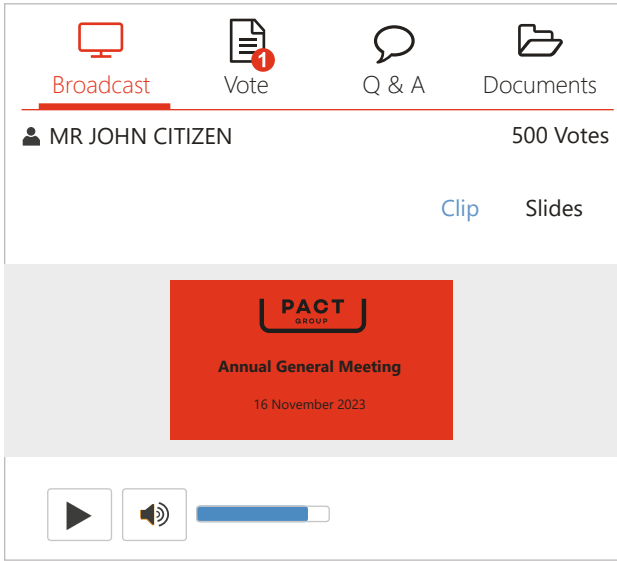 1
Broadcast Vote Q & A Documents
MR JOHN CITIZEN 500 Votes
Clip Slides
PACT
GROUP
Annual General Meeting
16 November 2023